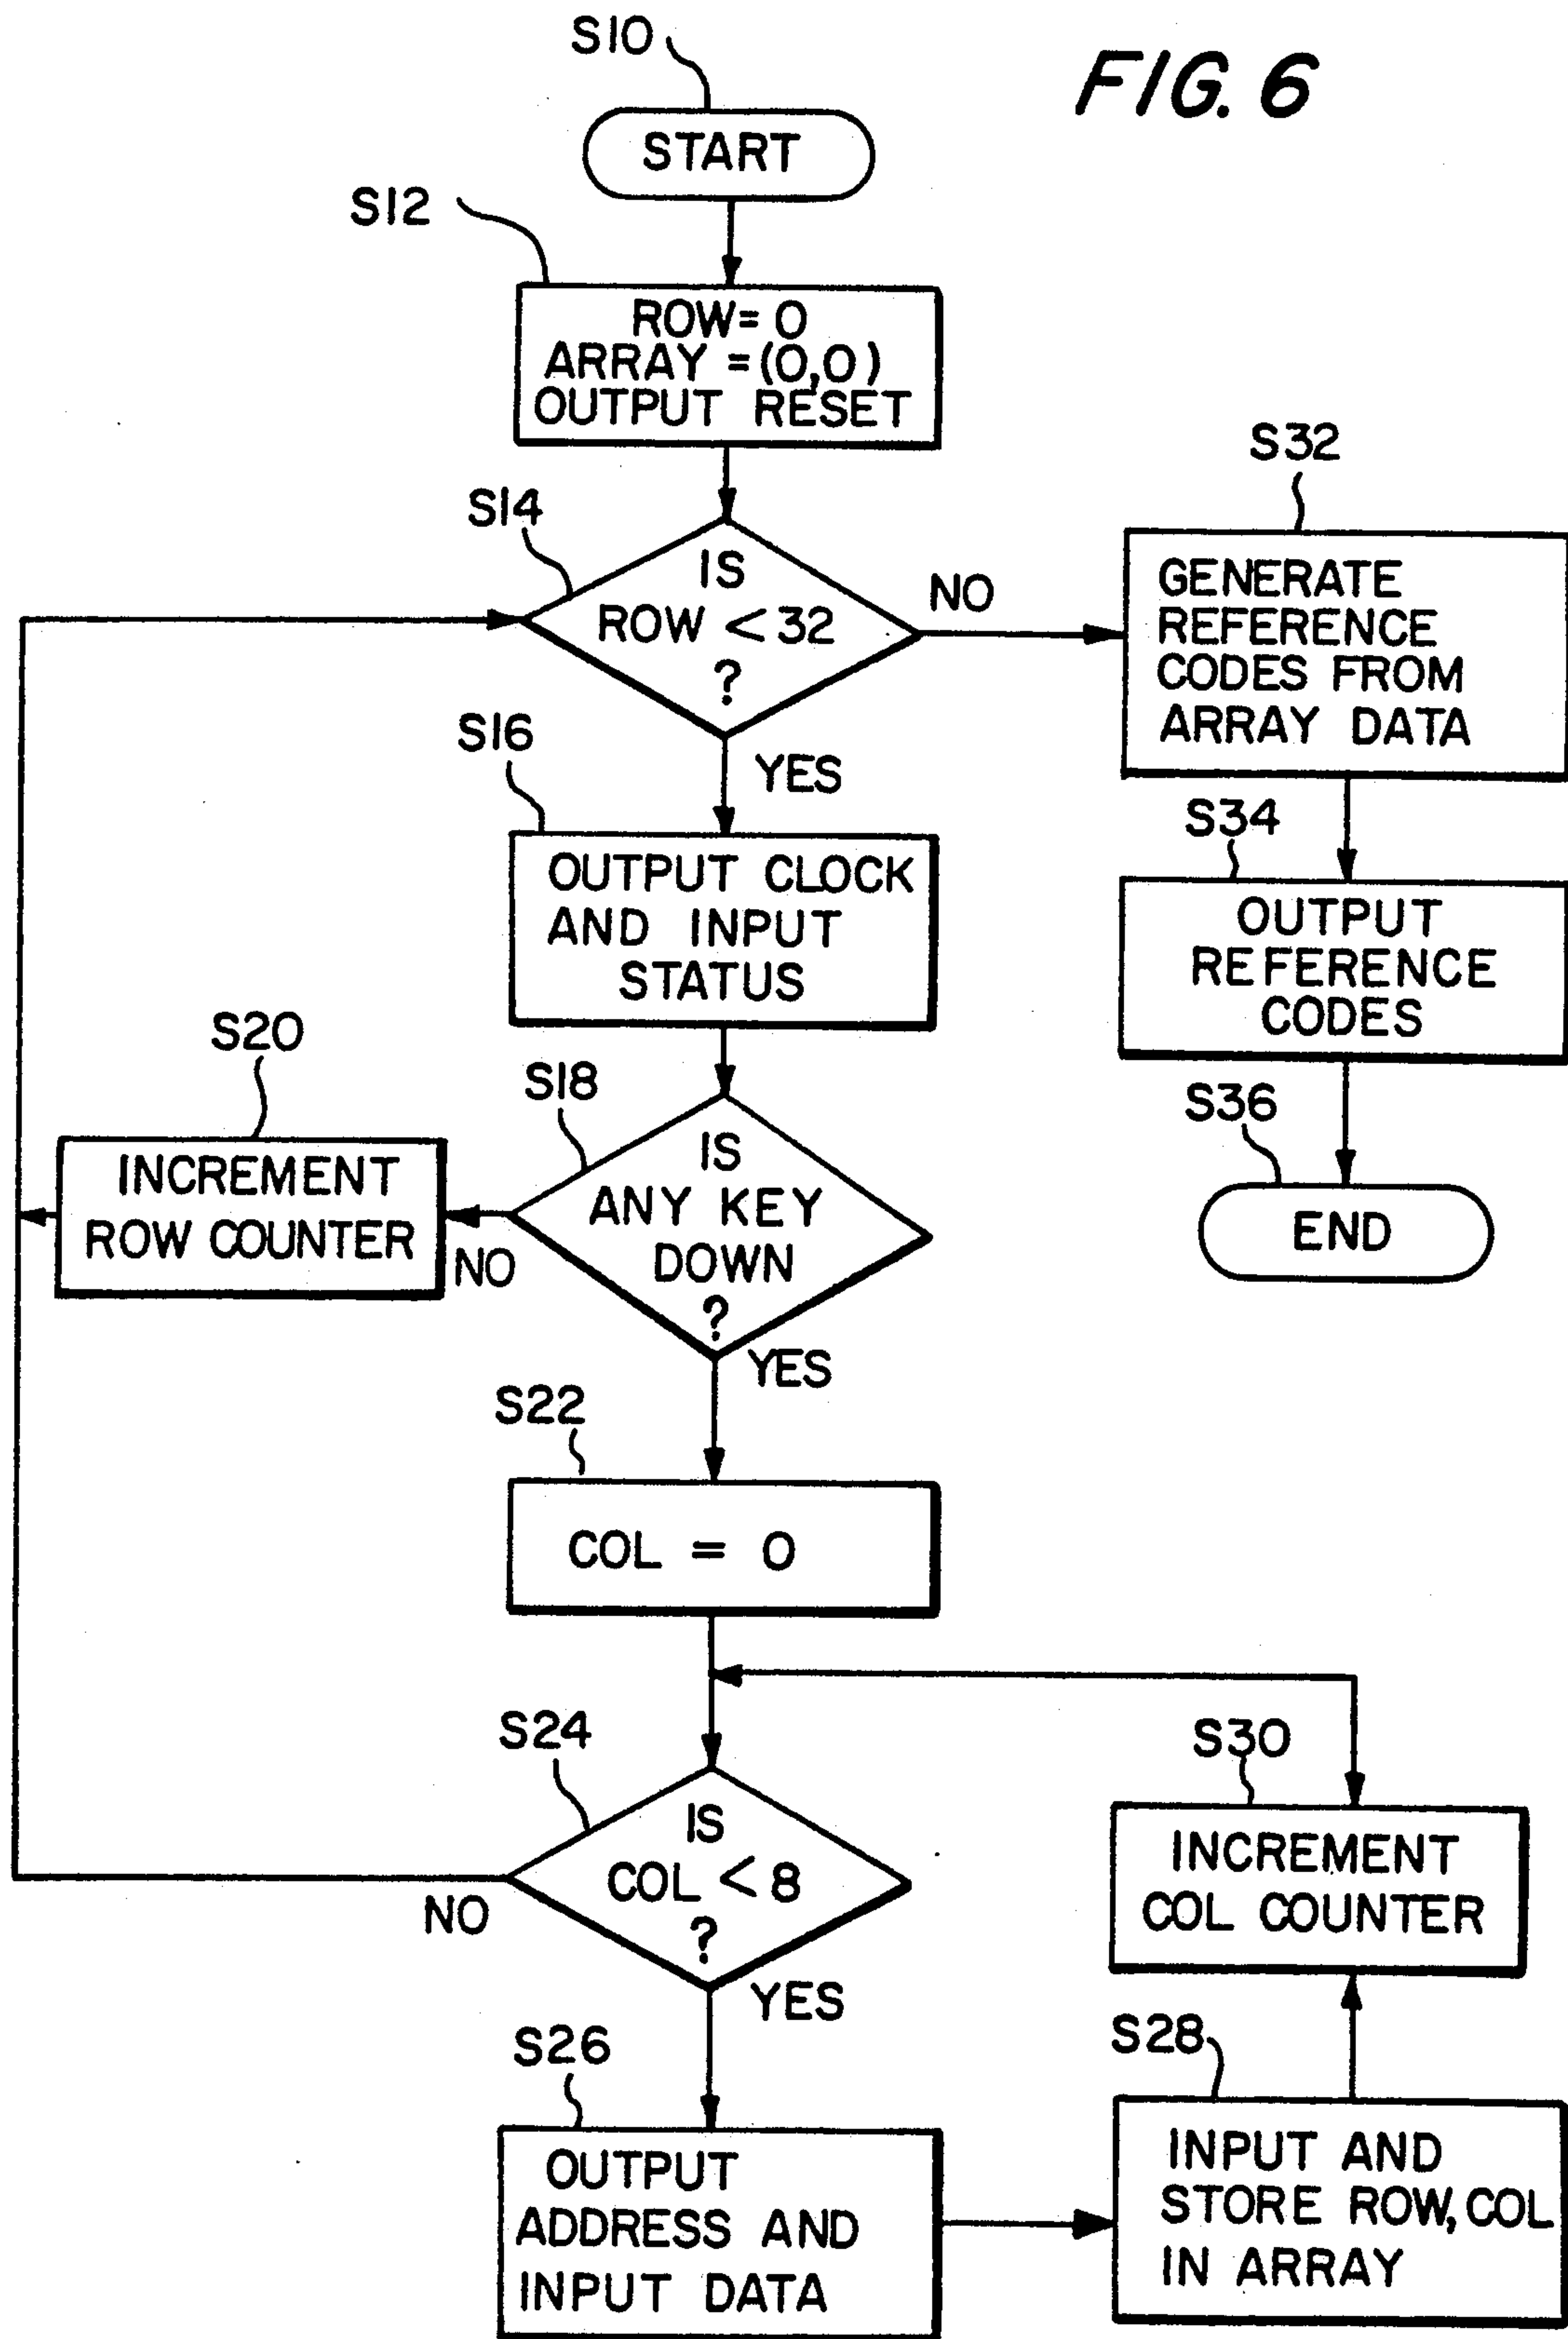 FIG. 6
S10
START
S12
ROW= 0
ARRAY =(0,0)
OUTPUT RESET
S14
IS
ROW < 32
?
NO
YES
S32
GENERATE
REFERENCE
CODES FROM
ARRAY DATA
S16
OUTPUT CLOCK
AND INPUT
STATUS
S34
OUTPUT
REFERENCE
CODES
S36
END
S18
IS
ANY KEY
DOWN
?
NO
YES
S20
INCREMENT
ROW COUNTER
S22
COL = 0
S24
IS
COL < 8
?
NO
YES
S30
INCREMENT
COL COUNTER
S26
OUTPUT
ADDRESS AND
INPUT DATA
S28
INPUT AND
STORE ROW, COL
IN ARRAY